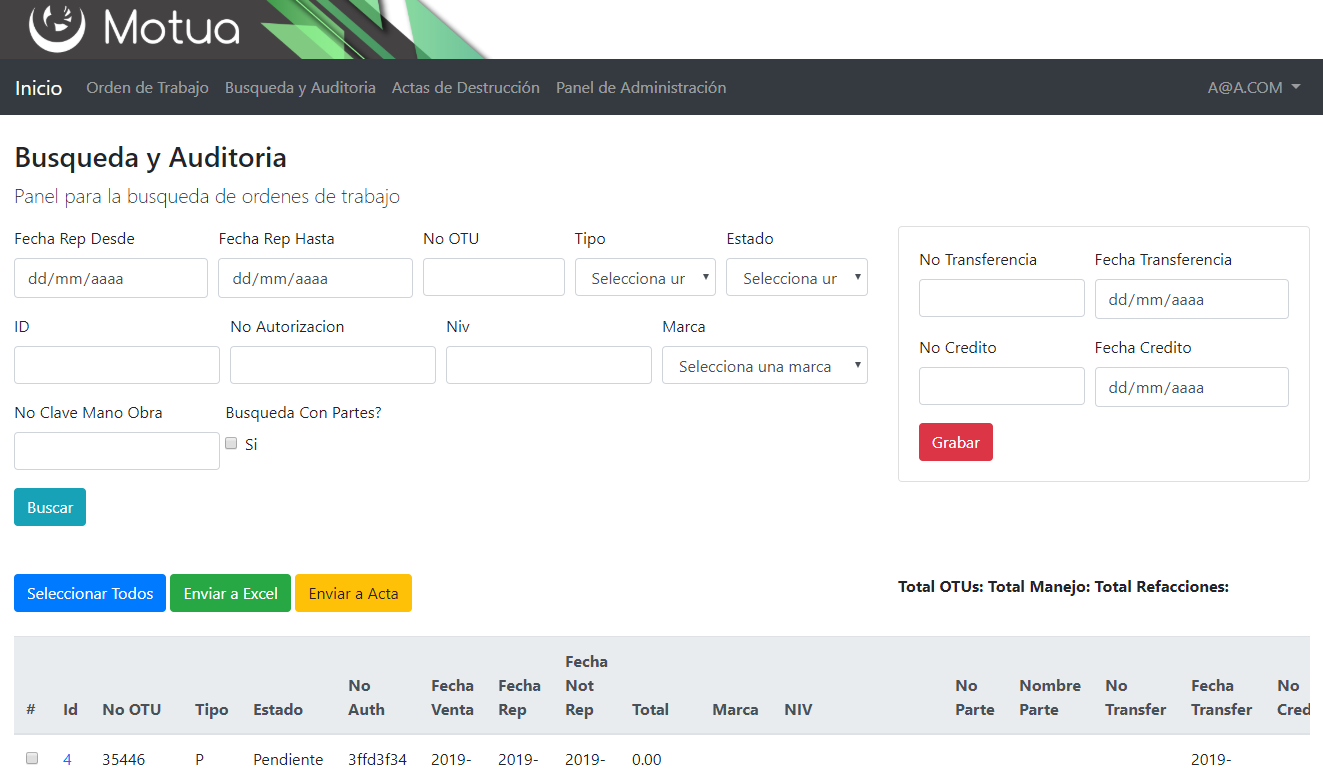 Motua
Inicio Orden de Trabajo Busqueda y Auditoria Actas de Destrucción Panel de Administración A@A.COM
Busqueda y Auditoria
Panel para la busqueda de ordenes de trabajo
Fecha Rep Desde Fecha Rep Hasta No OTU Tipo Estado
dd/mm/aaaa dd/mm/aaaa Selecciona ur Selecciona ur
ID No Autorizacion Niv Marca
Selecciona una marca
No Clave Mano Obra Busqueda Con Partes?
Si
Buscar
No Transferencia Fecha Transferencia
dd/mm/aaaa
No Credito Fecha Credito
dd/mm/aaaa
Grabar
Seleccionar Todos Enviar a Excel Enviar a Acta
Total OTUs: Total Manejo: Total Refacciones:
# Id No OTU Tipo Estado No Auth Fecha Venta Fecha Rep Fecha Not Rep Total Marca NIV No Parte Nombre Parte No Transfer Fecha Transfer No Cred
4 35446 P Pendiente 3ffd3f34 2019- 2019- 2019- 0.00 2019-